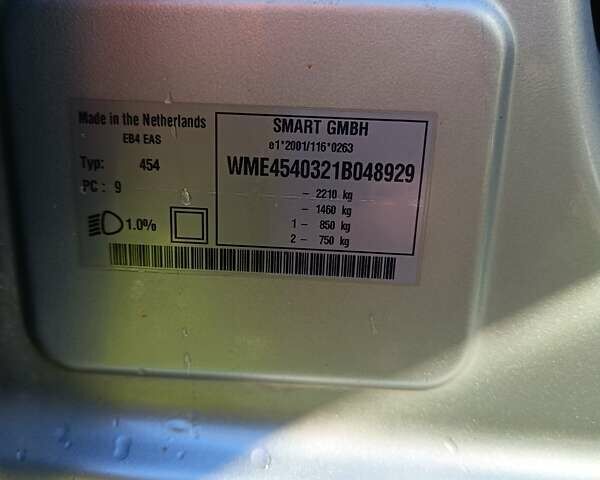 Made in the Netherlands
EB4 EAS
Typ: 454
PC : 9
1.0%
SMART GMBH
e1*2001/116*0263
WME4540321B048929
- 2210 kg
- 1460 kg
1 - 850 kg
2 - 750 kg